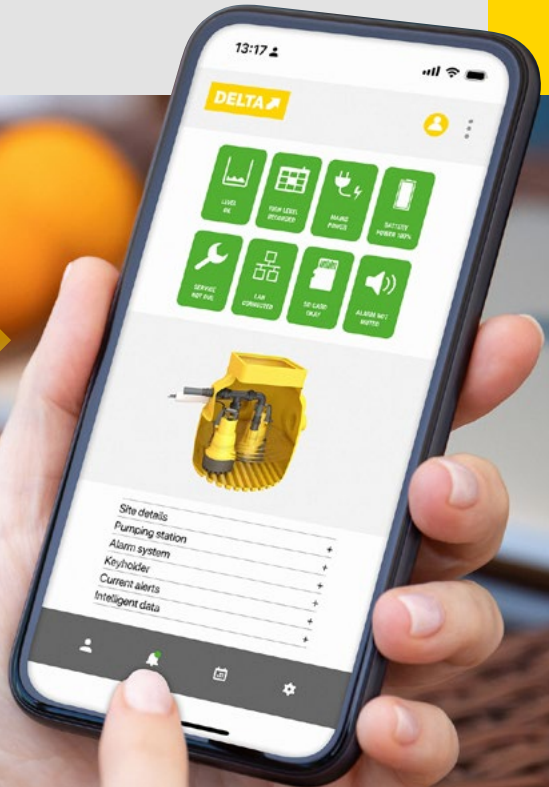 13:17
DELTA
LEVEL
OK
HIGH LEVEL
RECORDED
MAINS
POWER
BATTERY
POWER 100%
SERVICE
NOT DUE
LAN
CONNECTED
SD CARD
OKAY
ALARM NOT
MUTED
Site details +
Pumping station +
Alarm system +
Keyholder +
Current alerts +
Intelligent data +